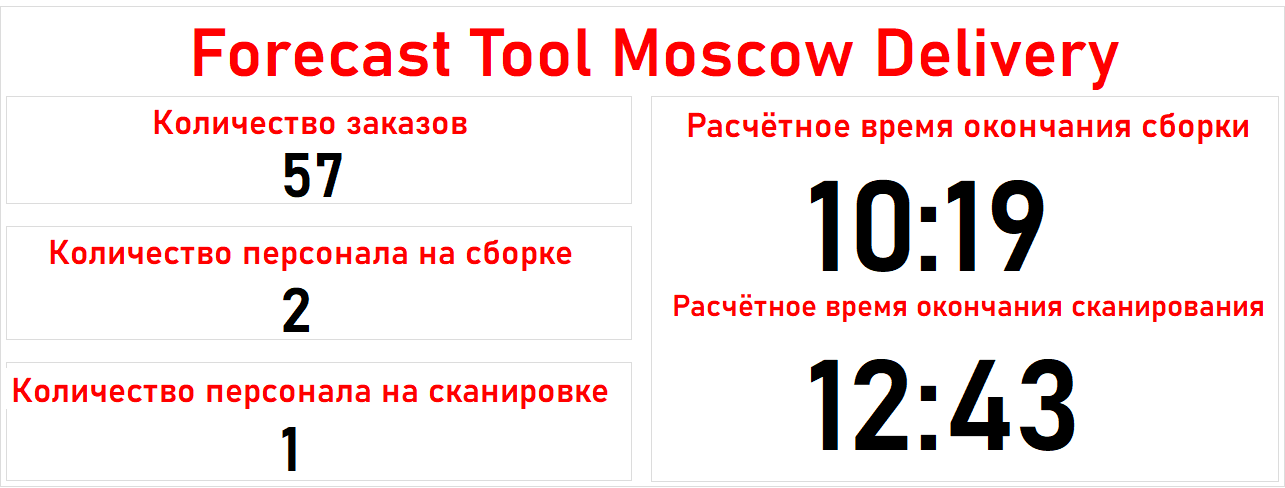 Forecast Tool Moscow Delivery
Количество заказов
57
Количество персонала на сборке
2
Количество персонала на сканировке
1
Расчётное время окончания сборки
10:19
Расчётное время окончания сканирования
12:43